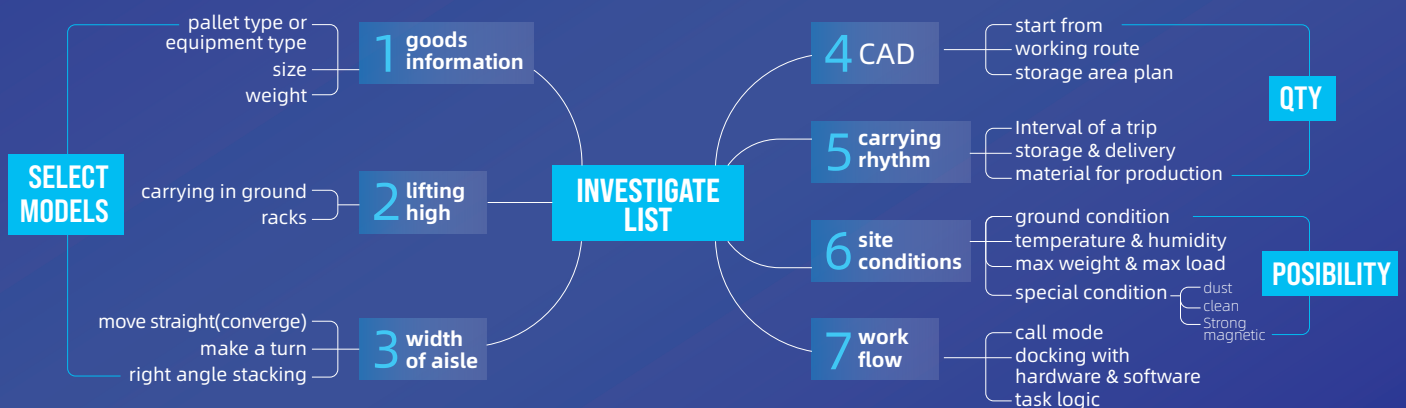 SELECT
MODELS
pallet type or
equipment type
size
weight
1 goods
information
carrying in ground
racks
2 lifting
high
move straight(converge)
make a turn
right angle stacking
3 width
of aisle
INVESTIGATE
LIST
4 CAD
start from
working route
storage area plan
5 carrying
rhythm
Interval of a trip
storage & delivery
material for production
QTY
6 site
conditions
ground condition
temperature & humidity
max weight & max load
special condition
dust
clean
Strong
magnetic
POSIBILITY
7 work
flow
call mode
docking with
hardware & software
task logic